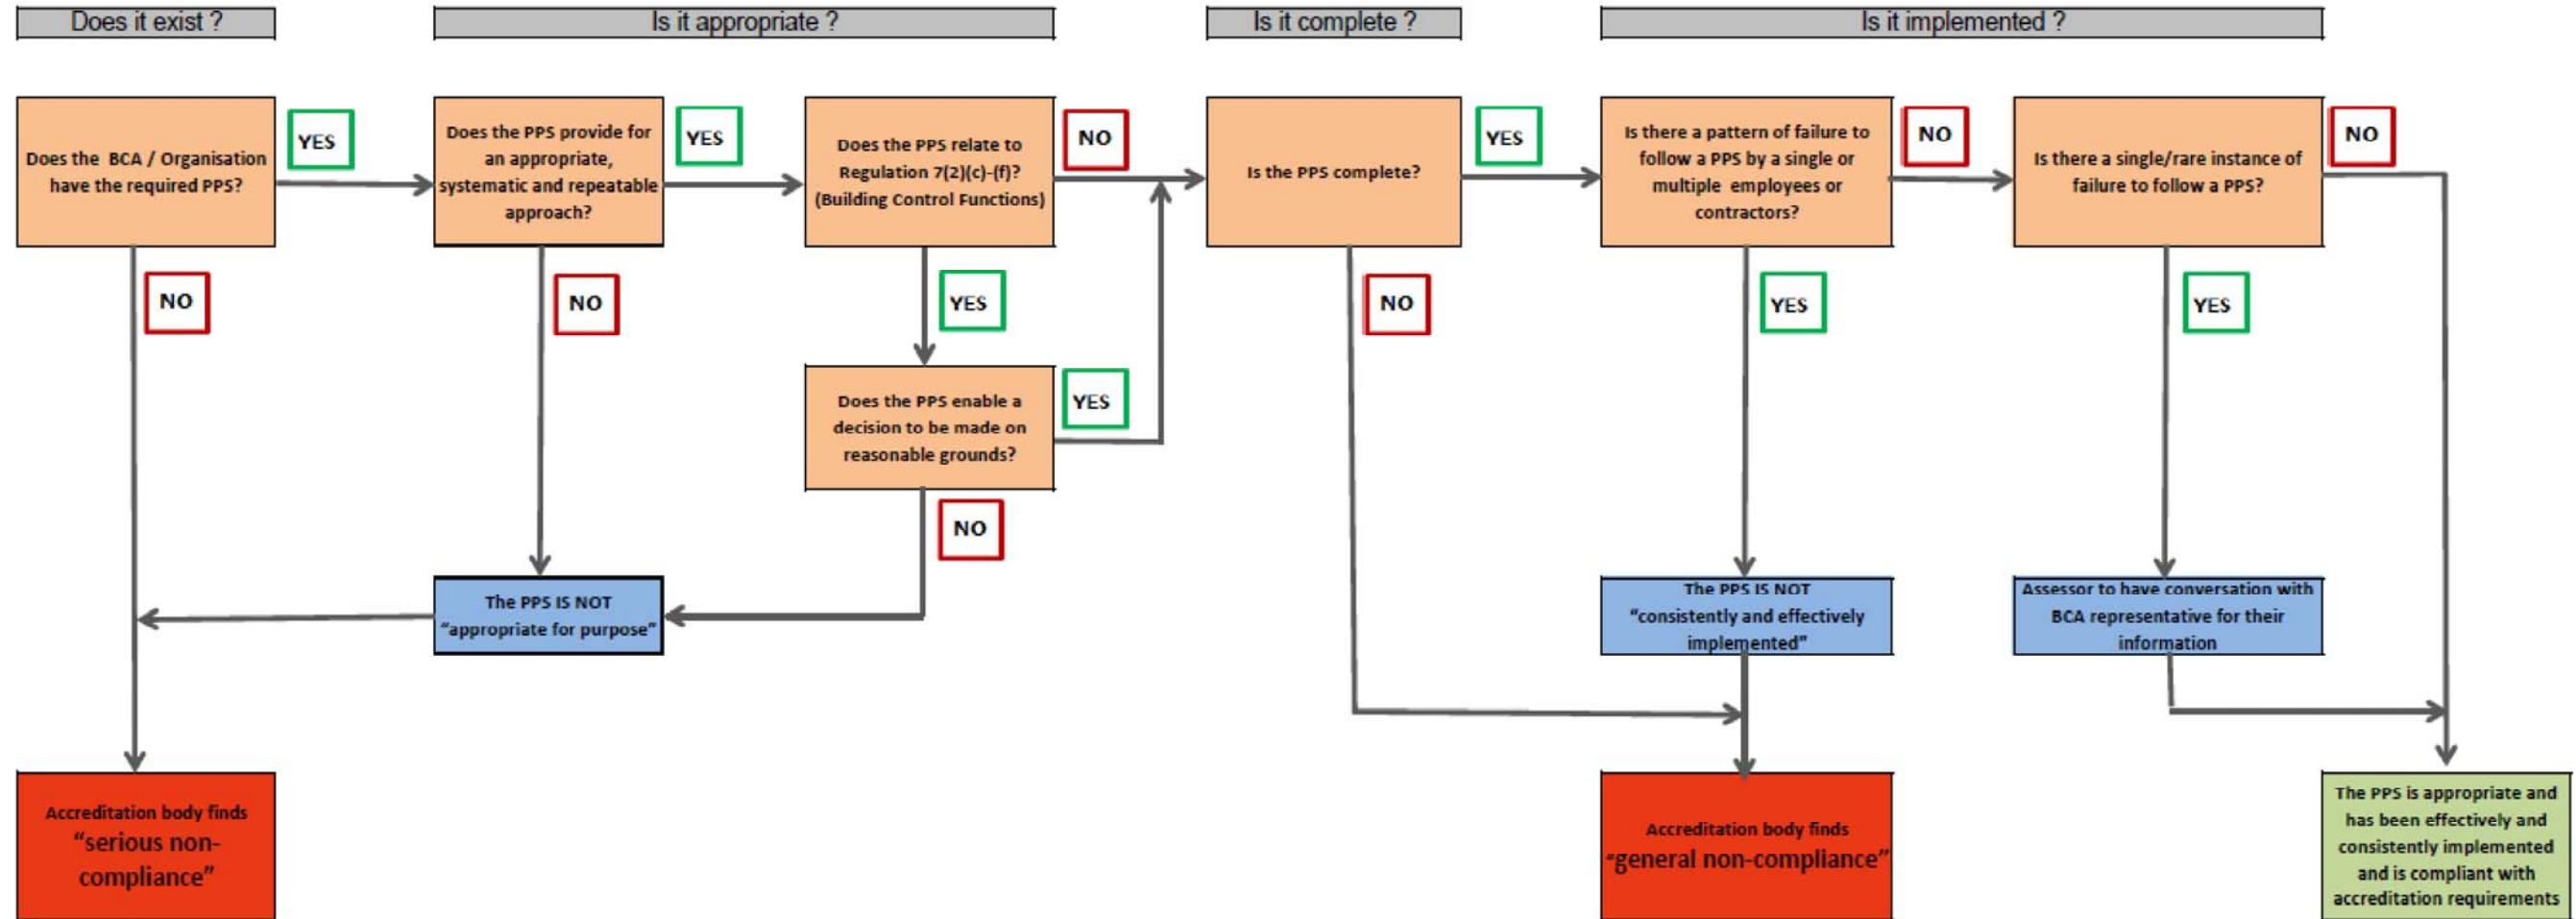 Does it exist ?
Is it appropriate ?
Is it complete ?
Is it implemented ?
Does the BCA / Organisation
have the required PPS?
YES
Does the PPS provide for
an appropriate,
systematic and repeatable
approach?
YES
Does the PPS relate to
Regulation 7(2)(c)-(f)?
(Building Control Functions)
NO
Is the PPS complete?
YES
Is there a pattern of failure to
follow a PPS by a single or
multiple employees or
contractors?
NO
Is there a single/rare instance of
failure to follow a PPS?
NO
NO
NO
YES
NO
YES
YES
Does the PPS enable a
decision to be made on
reasonable grounds?
YES
NO
The PPS IS NOT
“appropriate for purpose”
The PPS IS NOT
“consistently and effectively
implemented”
Assessor to have conversation with
BCA representative for their
information
Accreditation body finds
“serious non-
compliance”
Accreditation body finds
“general non-compliance”
The PPS is appropriate and
has been effectively and
consistently implemented
and is compliant with
accreditation requirements